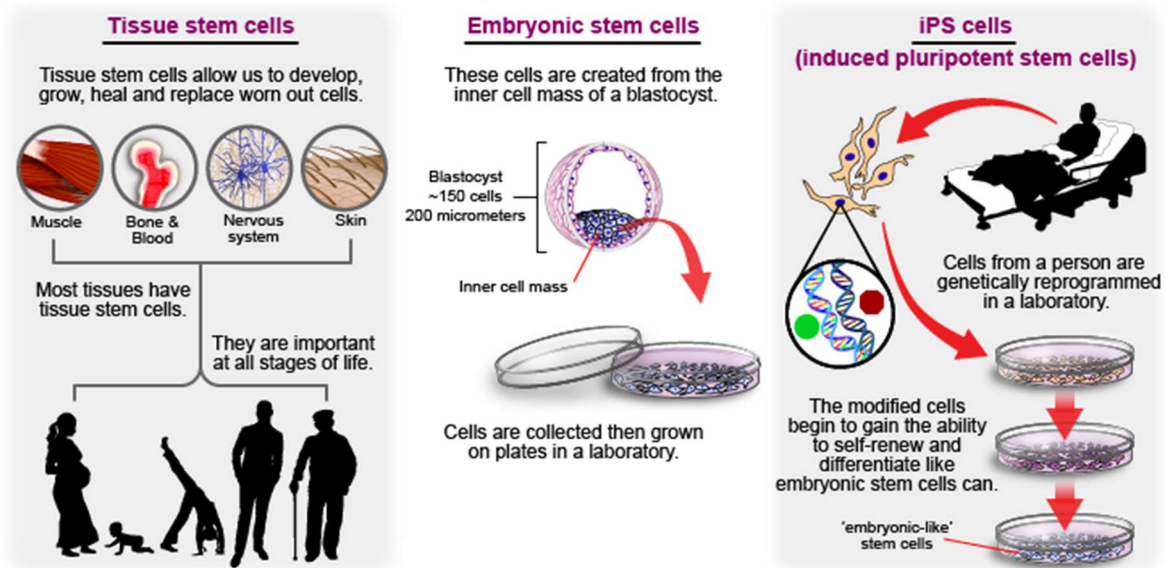 Tissue stem cells
Tissue stem cells allow us to develop,
grow, heal and replace worn out cells.
Muscle
Bone &
Blood
Nervous
system
Skin
Most tissues have
tissue stem cells.
They are important
at all stages of life.
Embryonic stem cells
These cells are created from the
inner cell mass of a blastocyst.
Blastocyst
~150 cells
200 micrometers
Inner cell mass
Cells are collected then grown
on plates in a laboratory.
iPS cells
(induced pluripotent stem cells)
Cells from a person are
genetically reprogrammed
in a laboratory.
The modified cells
begin to gain the ability
to self-renew and
differentiate like
embryonic stem cells can.
'embryonic-like'
stem cells